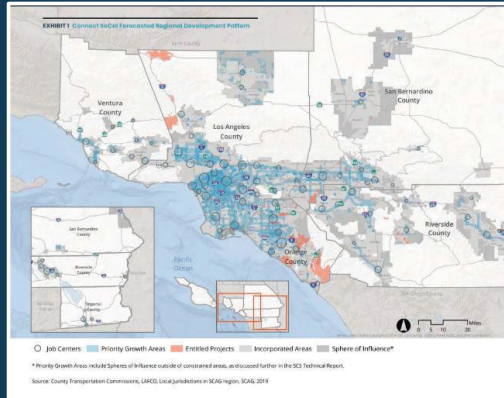 EXHIBIT 1 Connect SoCal Forecasted Regional Development Pattern
Kern County
San Bernardino
County
Ventura
County
Los Angeles
County
Riverside
County
Orange
County
Pacific
Ocean
San Diego County
San Bernardino
County
Riverside
County
Imperial
County
Miles
0 5 10 20
Job Centers Priority Growth Areas Entitled Projects Incorporated Areas Sphere of Influence*
* Priority Growth Areas include Spheres of Influence outside of constrained areas, as discussed further in the SCS Technical Report.
Source: County Transportation Commissions, LAFCO, Local Jurisdictions in SCAG region, SCAG, 2019